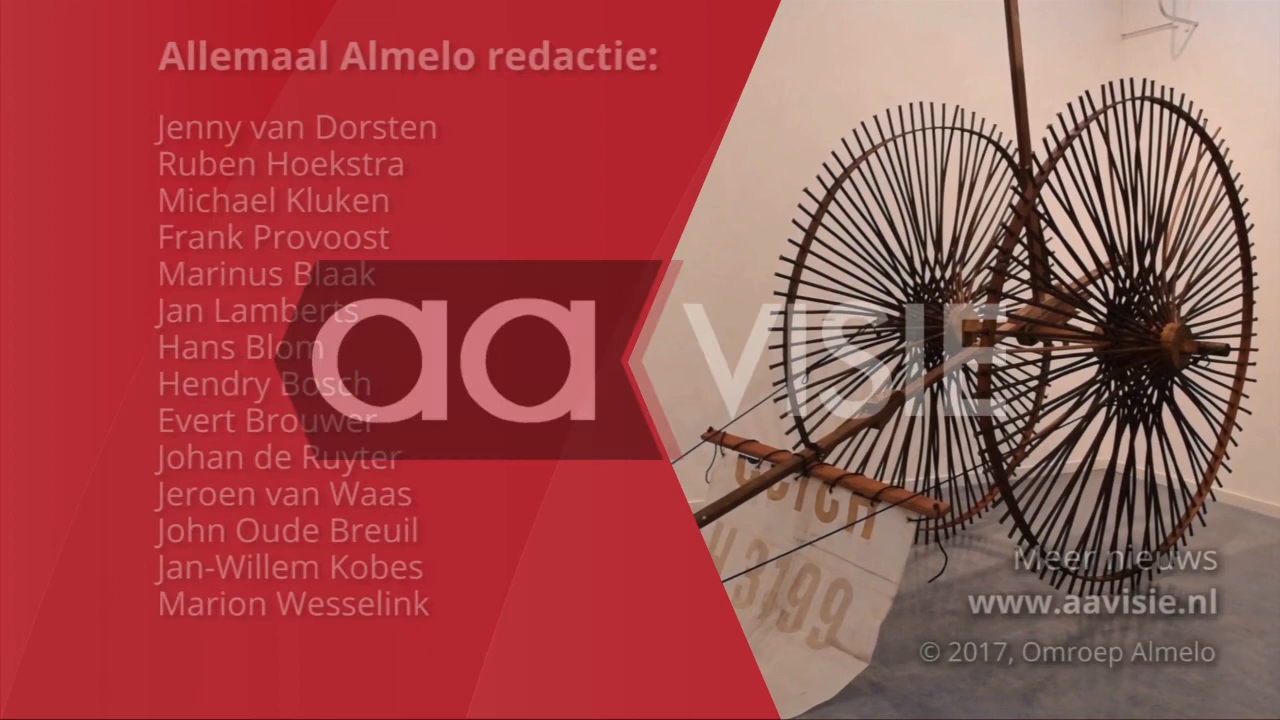 Allemaal Almelo redactie:
Jenny van Dorsten
Ruben Hoekstra
Michael Kluken
Frank Provoost
Marinus Blaak
Jan Lamberts
Hans Blom
Hendry Bosch
Evert Brouwer
Johan de Ruyter
Jeroen van Waas
John Oude Breuil
Jan-Willem Kobes
Marion Wesselink
aa VISIE
3199
Meer nieuws
www.aavisie.nl
© 2017, Omroep Almelo